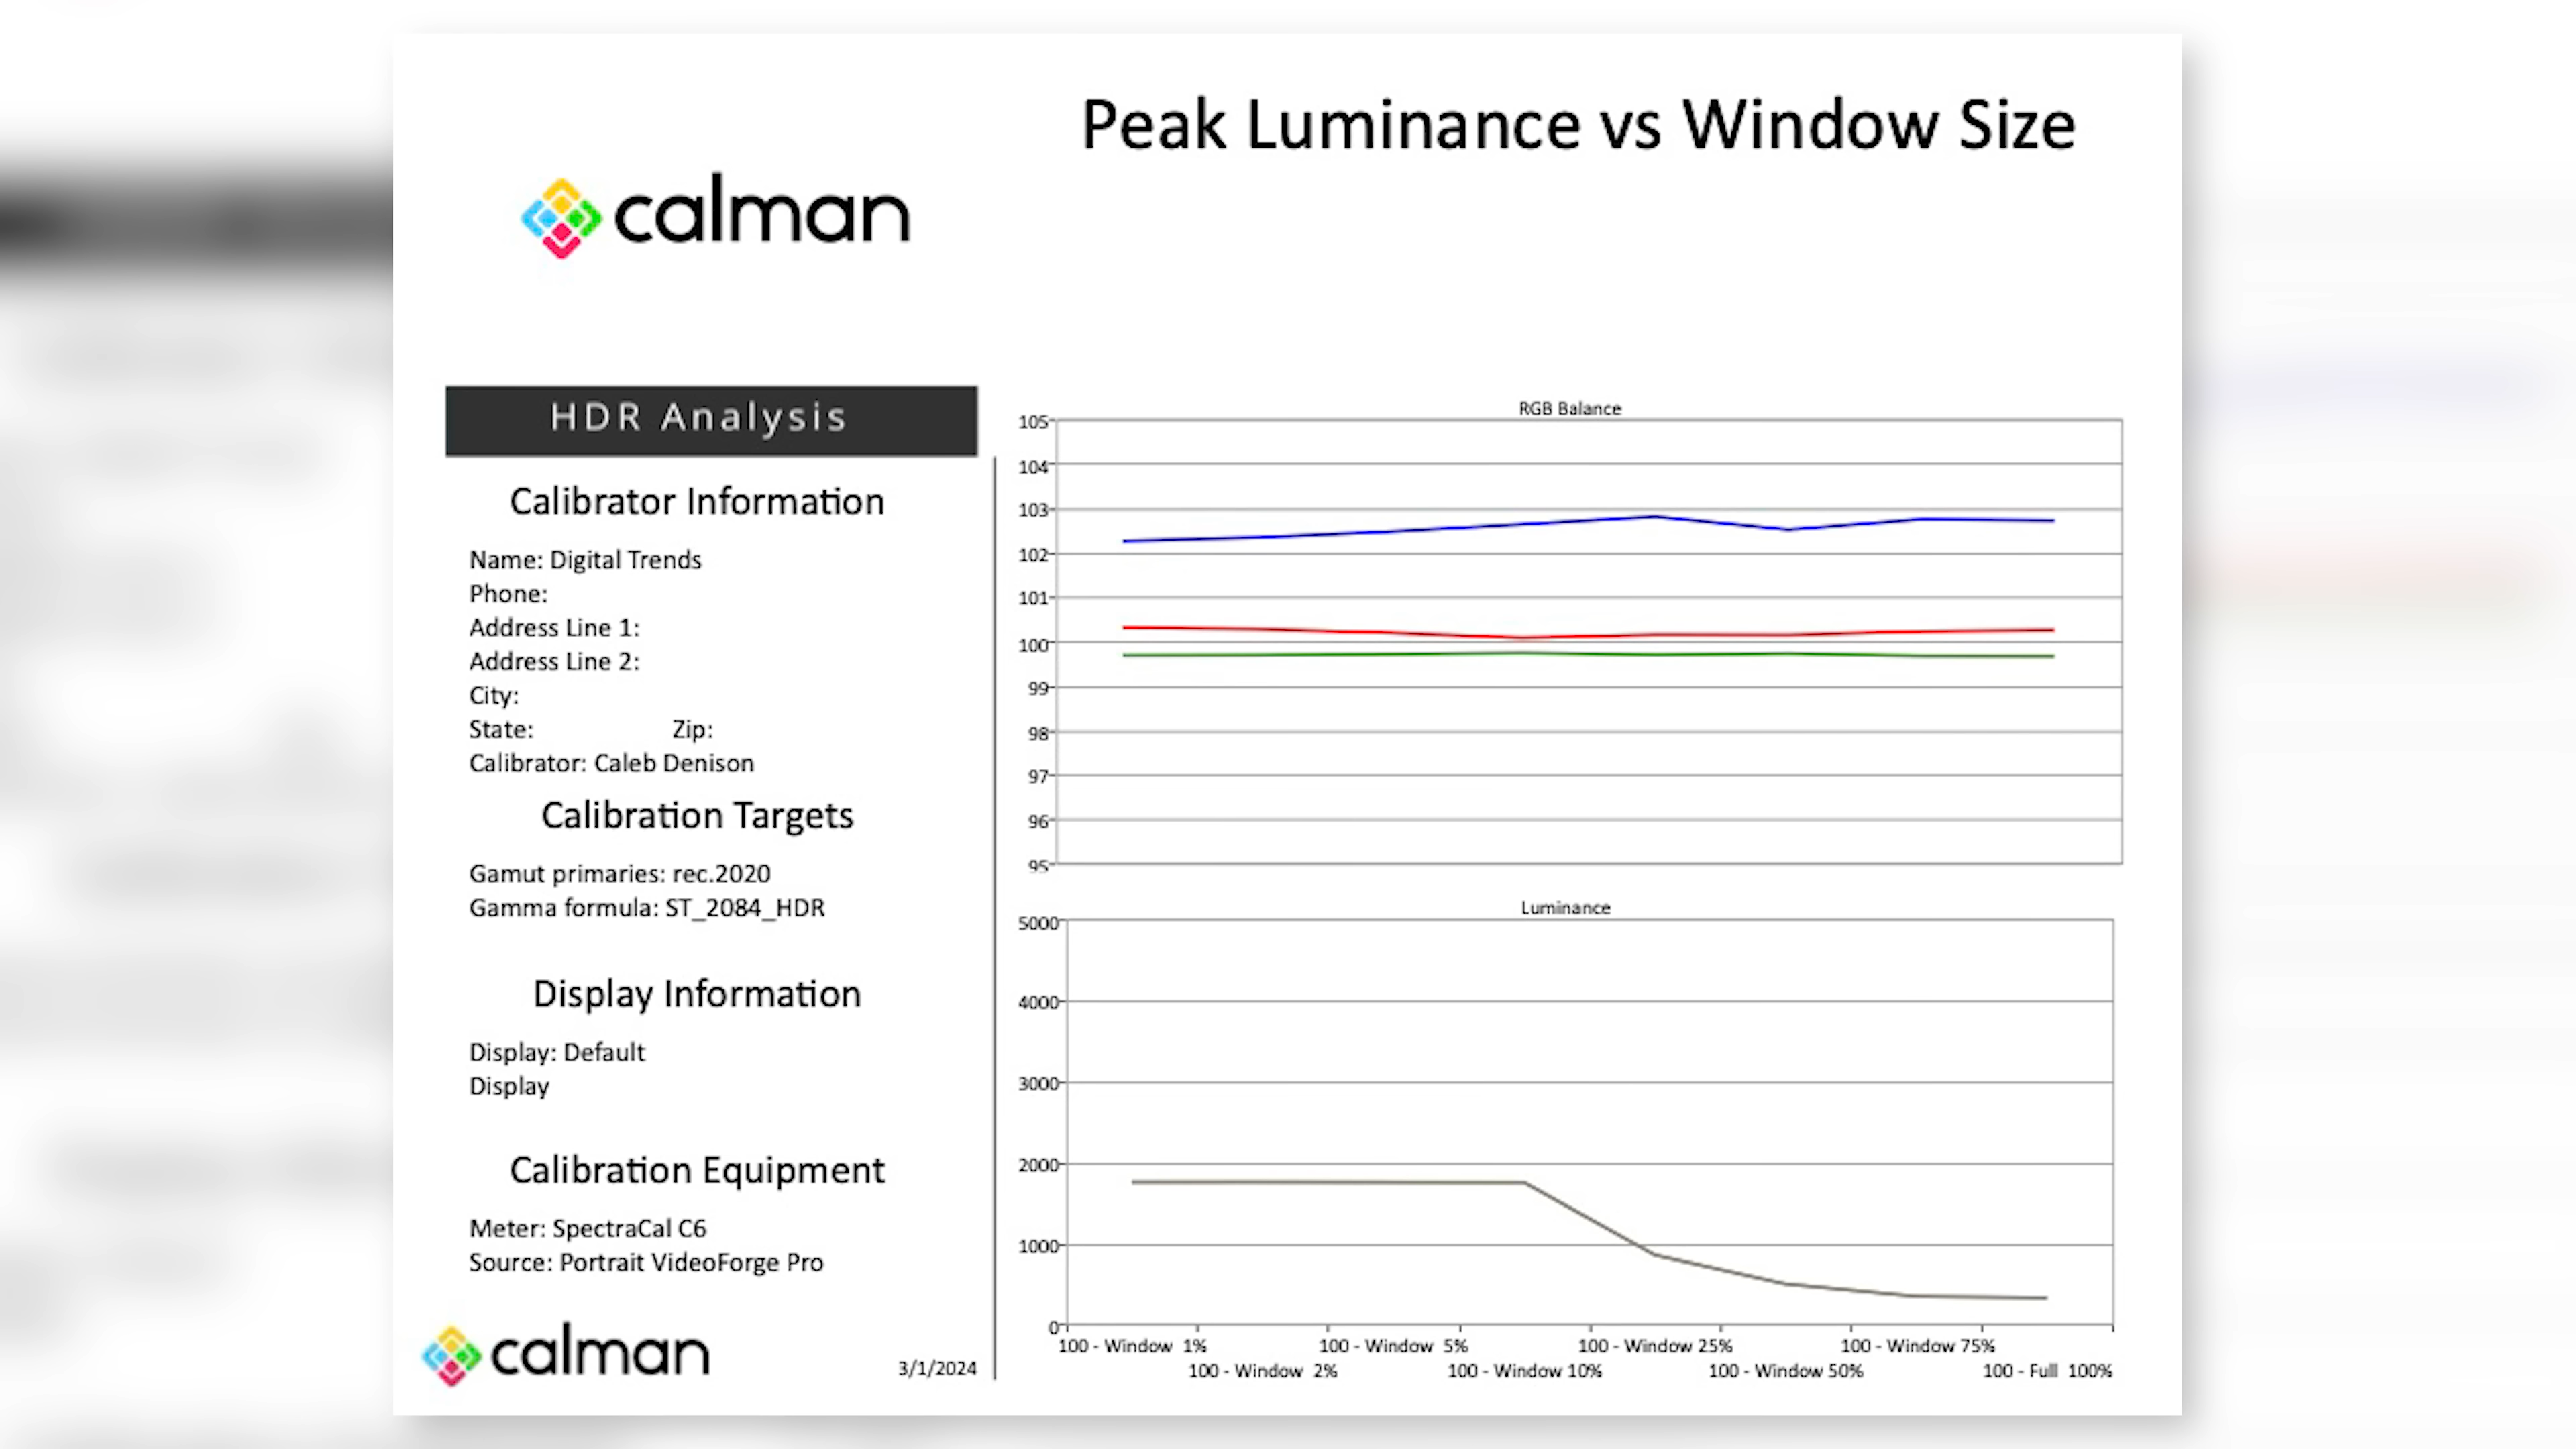 Peak Luminance vs Window Size
calman
HDR Analysis
Calibrator Information
Name: Digital Trends
Phone:
Address Line 1:
Address Line 2:
City:
State: Zip:
Calibrator: Caleb Denison
Calibration Targets
Gamut primaries: rec.2020
Gamma formula: ST_2084_HDR
Display Information
Display: Default
Display
Calibration Equipment
Meter: SpectraCal C6
Source: Portrait VideoForge Pro
calman
3/1/2024
RGB Balance
105
104
103
102
101
100
99
98
97
96
95
Luminance
5000
4000
3000
2000
1000
0
100 - Window 1%
100 - Window 2%
100 - Window 5%
100 - Window 10%
100 - Window 25%
100 - Window 50%
100 - Window 75%
100 - Full 100%